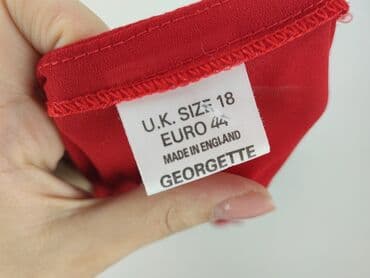 U.K. SIZE 18
EURO 44
MADE IN ENGLAND
GEORGETTE